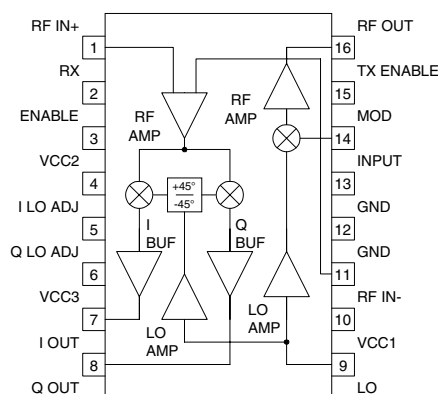 RF IN+
1
RX
2
ENABLE
3
VCC2
4
I LO ADJ
5
Q LO ADJ
6
VCC3
7
I OUT
8
Q OUT
RF
AMP
+45°
-45°
I
BUF
Q
BUF
LO
AMP
RF
AMP
LO
AMP
RF OUT
16
TX ENABLE
15
MOD
14
INPUT
13
GND
12
GND
11
RF IN-
10
VCC1
9
LO